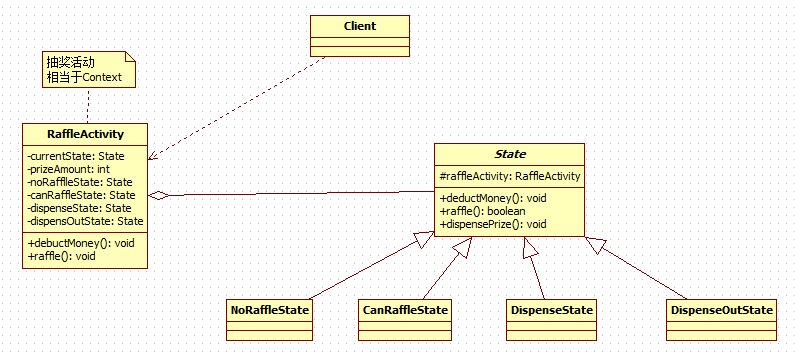 Client
抽奖活动
相当于Context
RaffleActivity
-currentState: State
-prizeAmount: int
-noRafflleState: State
-canRaffleState: State
-dispenseState: State
-dispensOutState: State
+debuctMoney(): void
+raffle(): void
State
#raffleActivity: RaffleActivity
+deductMoney(): void
+raffle(): boolean
+dispensePrize(): void
NoRaffleState
CanRaffleState
DispenseState
DispenseOutState